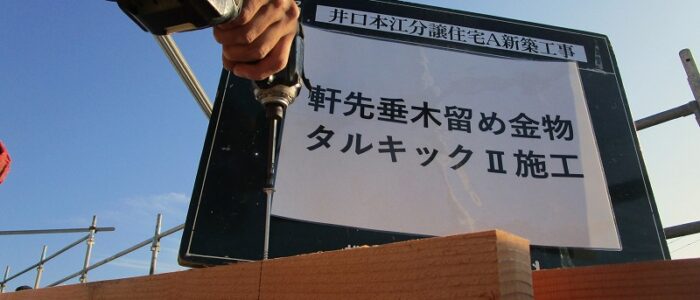 井口本江分譲住宅A新築工事
軒先垂木留め金物
タルキックⅡ施工